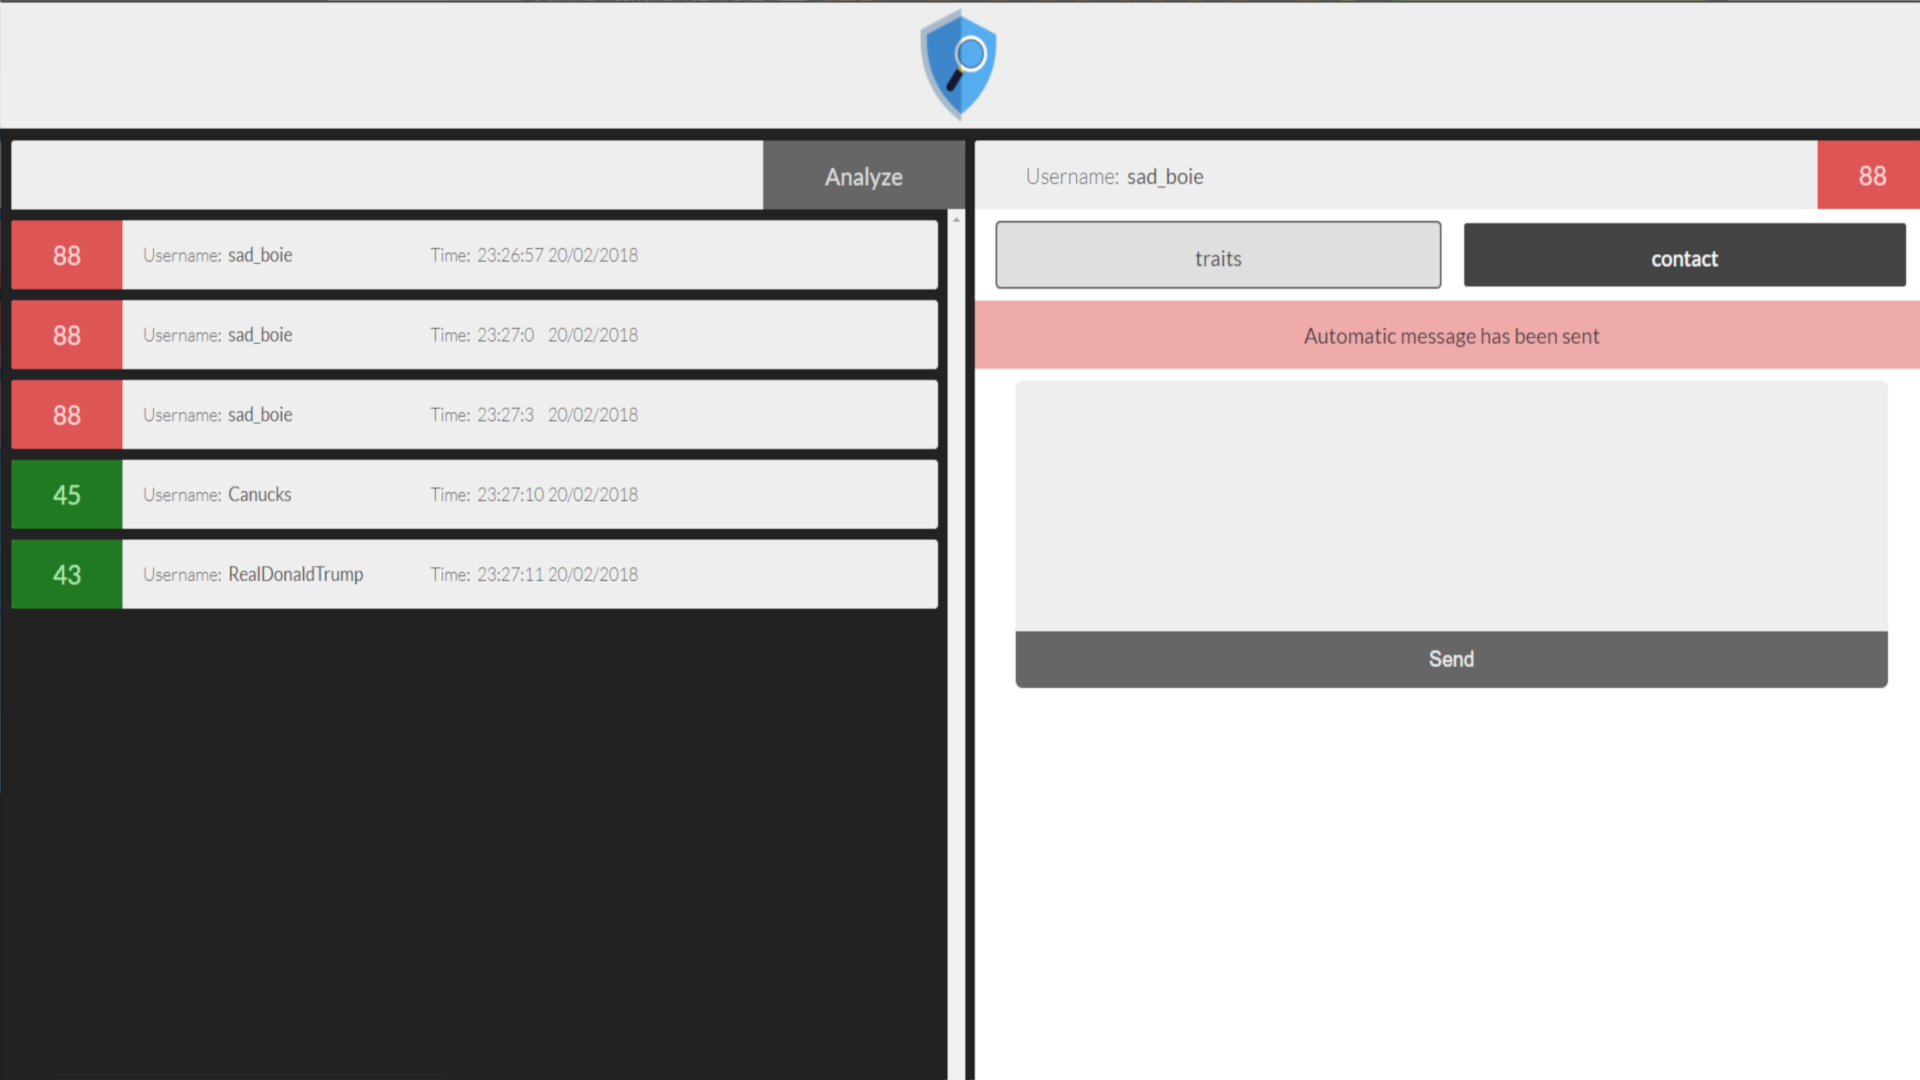 Analyze
88 Username: sad_boie Time: 23:26:57 20/02/2018
88 Username: sad_boie Time: 23:27:0 20/02/2018
88 Username: sad_boie Time: 23:27:3 20/02/2018
45 Username: Canucks Time: 23:27:10 20/02/2018
43 Username: RealDonaldTrump Time: 23:27:11 20/02/2018
Username: sad_boie 88
traits contact
Automatic message has been sent
Send